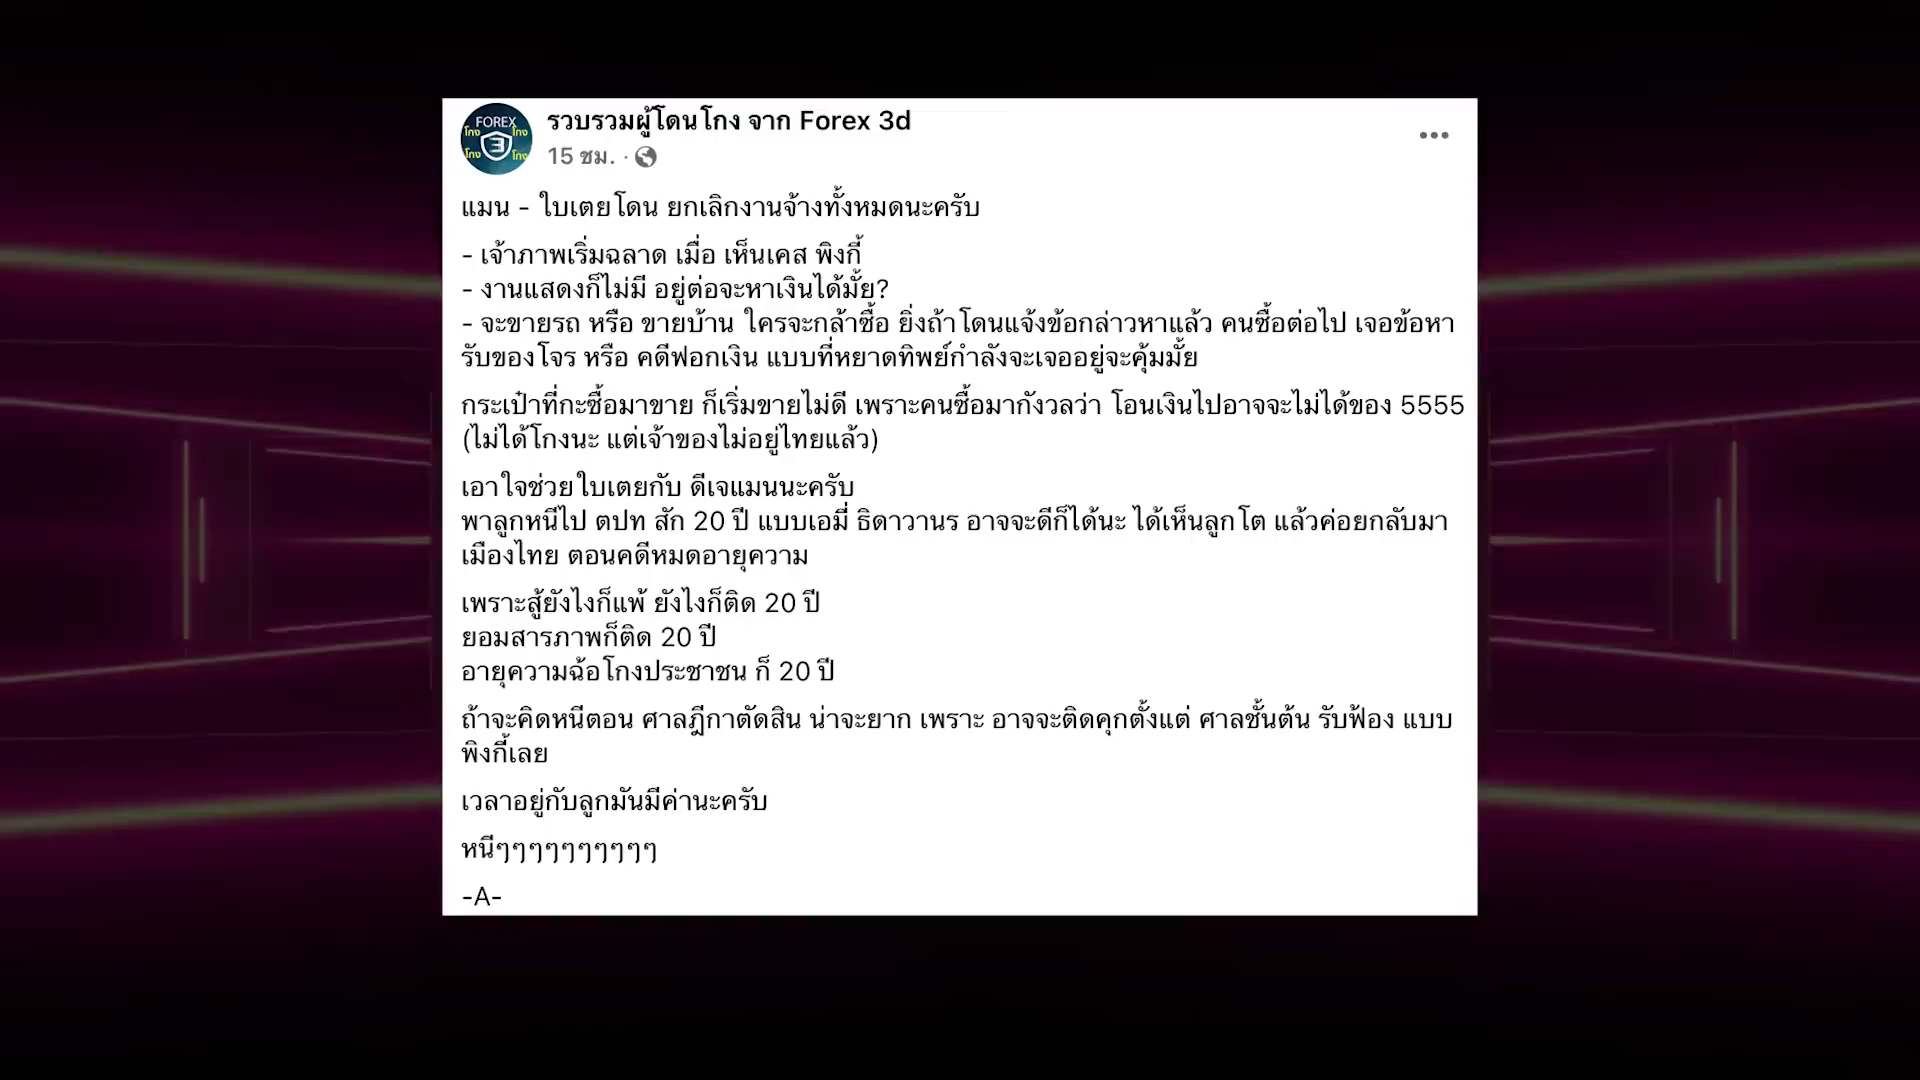 FOREX
โกง โกง
3
โกง โกง
รวบรวมผู้โดนโกง จาก Forex 3d
15 ชม. ·
แมน - ใบเตยโดน ยกเลิกงานจ้างทั้งหมดนะครับ
- เจ้าภาพเริ่มฉลาด เมื่อ เห็นเคส พิงกี้
- งานแสดงก็ไม่มี อยู่ต่อจะหาเงินได้มั้ย?
- จะขายรถ หรือ ขายบ้าน ใครจะกล้าซื้อ ยิ่งถ้าโดนแจ้งข้อกล่าวหาแล้ว คนซื้อต่อไป เจอข้อหา
รับของโจร หรือ คดีฟอกเงิน แบบที่หยาดทิพย์กำลังจะเจออยู่จะคุ้มมั้ย
กระเป๋าที่กะซื้อมาขาย ก็เริ่มขายไม่ดี เพราะคนซื้อมากังวลว่า โอนเงินไปอาจจะไม่ได้ของ 5555
(ไม่ได้โกงนะ แต่เจ้าของไม่อยู่ไทยแล้ว)
เอาใจช่วยใบเตยกับ ดีเจแมนนะครับ
พาลูกหนีไป ตปท สัก 20 ปี แบบเอมี่ ธิดาวานร อาจจะดีก็ได้นะ ได้เห็นลูกโต แล้วค่อยกลับมา
เมืองไทย ตอนคดีหมดอายุความ
เพราะสู้ยังไงก็แพ้ ยังไงก็ติด 20 ปี
ยอมสารภาพก็ติด 20 ปี
อายุความฉ้อโกงประชาชน ก็ 20 ปี
ถ้าจะคิดหนีตอน ศาลฎีกาตัดสิน น่าจะยาก เพราะ อาจจะติดคุกตั้งแต่ ศาลชั้นต้น รับฟ้อง แบบ
พิงกี้เลย
เวลาอยู่กับลูกมันมีค่านะครับ
หนีๆๆๆๆๆๆๆๆๆๆ
-A-